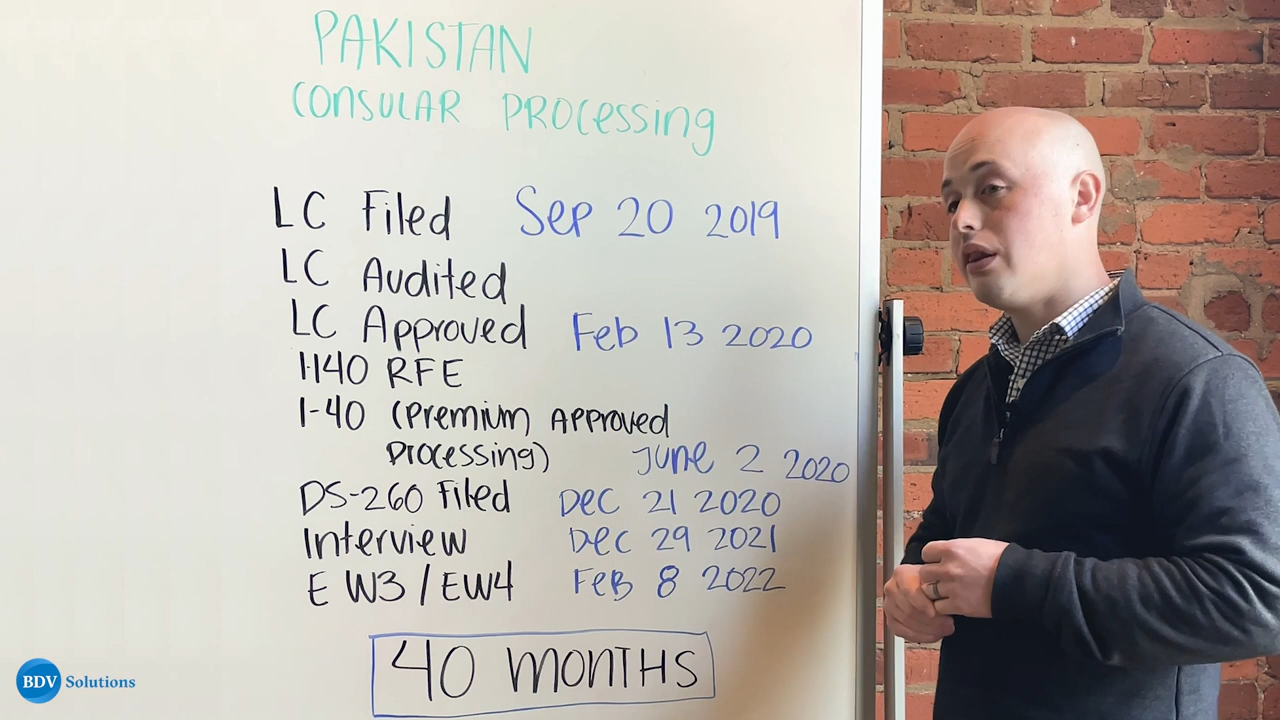 PAKISTAN
CONSULAR PROCESSING
LC Filed Sep 20 2019
LC Audited
LC Approved Feb 13 2020
I-140 RFE
I-40 (Premium Approved
Processing) June 2 2020
DS-260 Filed Dec 21 2020
Interview Dec 29 2021
EW3 / EW4 FEB 8 2022
40 MONTHS
BDV Solutions